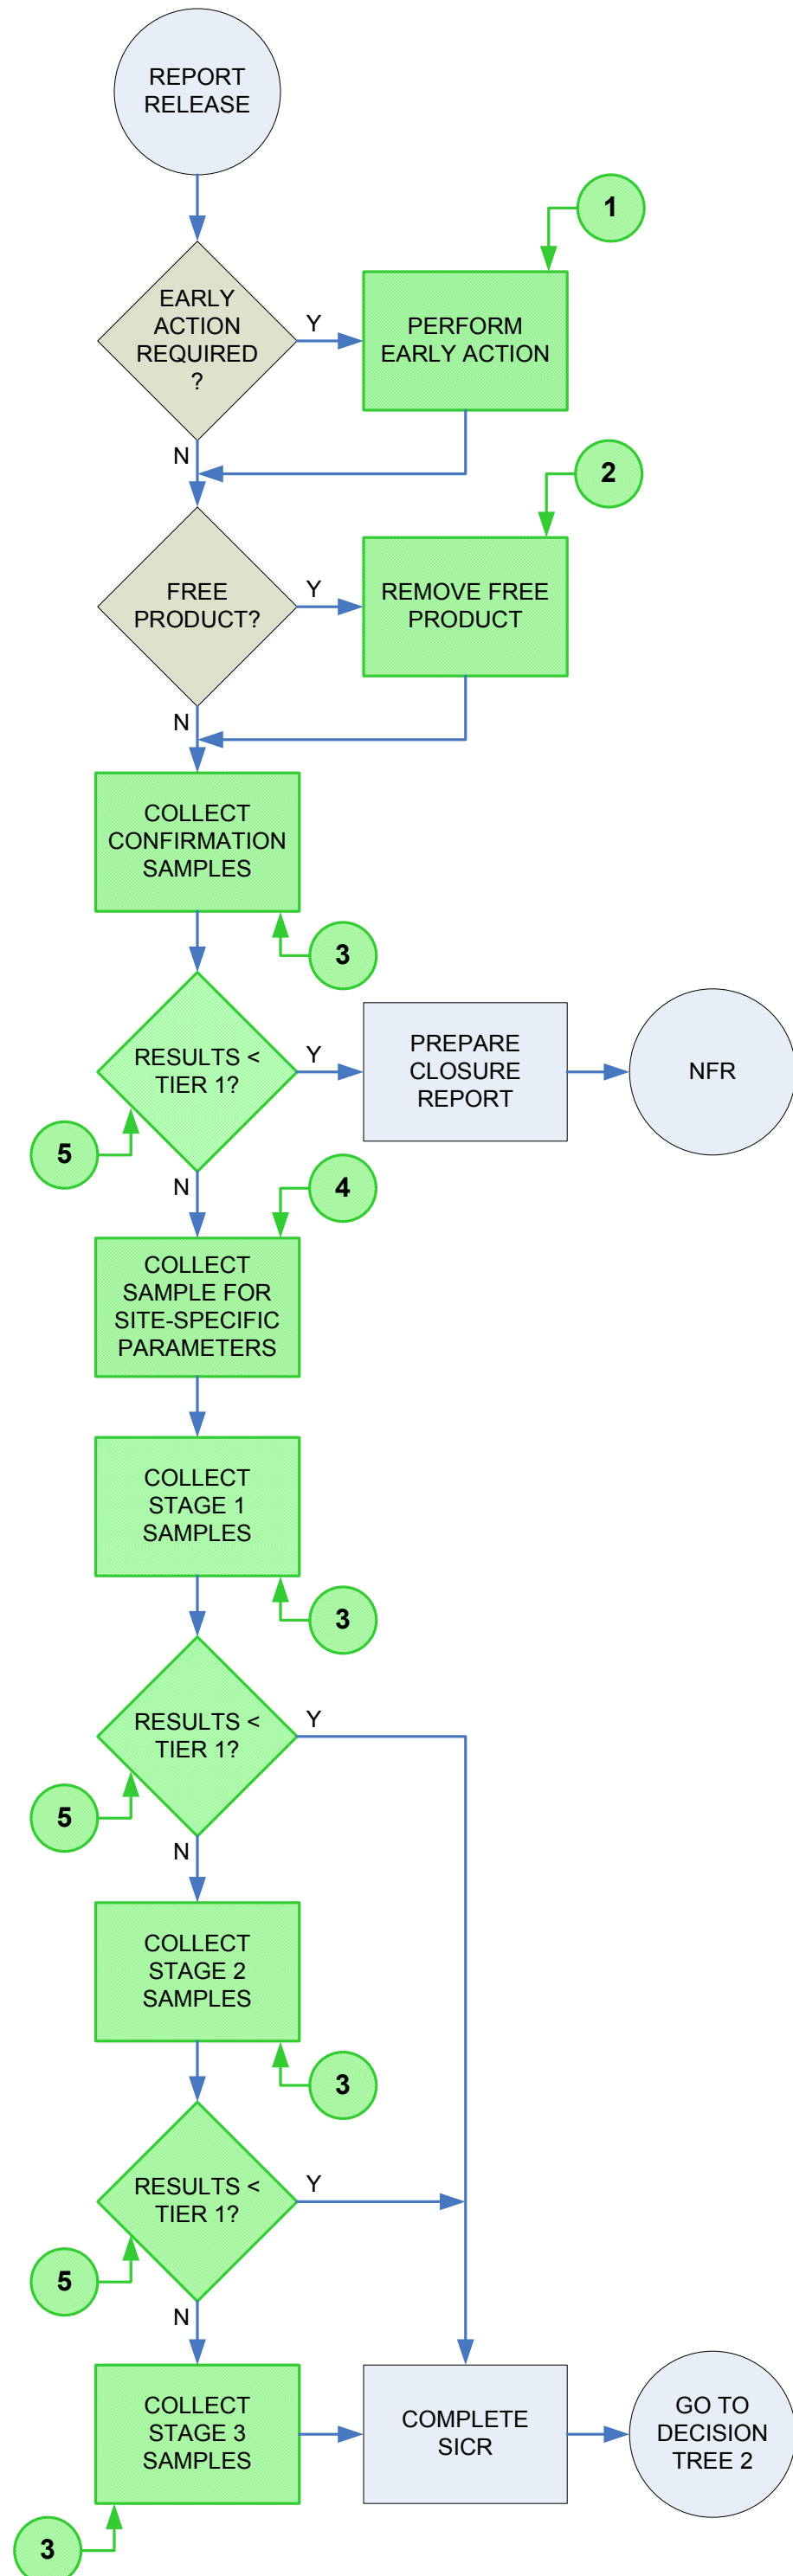 REPORT
RELEASE
1
EARLY
ACTION
REQUIRED
?
Y
PERFORM
EARLY ACTION
N
2
FREE
PRODUCT?
Y
REMOVE FREE
PRODUCT
N
COLLECT
CONFIRMATION
SAMPLES
3
RESULTS <
TIER 1?
Y
PREPARE
CLOSURE
REPORT
NFR
5
N
4
COLLECT
SAMPLE FOR
SITE-SPECIFIC
PARAMETERS
COLLECT
STAGE 1
SAMPLES
3
RESULTS <
TIER 1?
Y
5
N
COLLECT
STAGE 2
SAMPLES
3
RESULTS <
TIER 1?
Y
5
N
COLLECT
STAGE 3
SAMPLES
COMPLETE
SICR
GO TO
DECISION
TREE 2
3